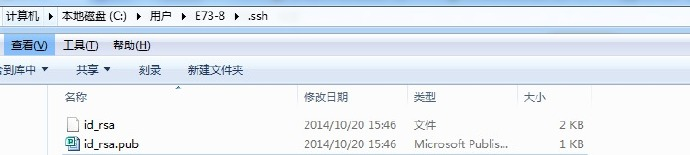 计算机 ▶ 本地磁盘 (C:) ▶ 用户 ▶ E73-8 ▶ .ssh
查看(V) 工具(T) 帮助(H)
到库中 ▼ 共享 ▼ 刻录 新建文件夹
名称 修改日期 类型 大小
id_rsa 2014/10/20 15:46 文件 2 KB
id_rsa.pub 2014/10/20 15:46 Microsoft Publis... 1 KB